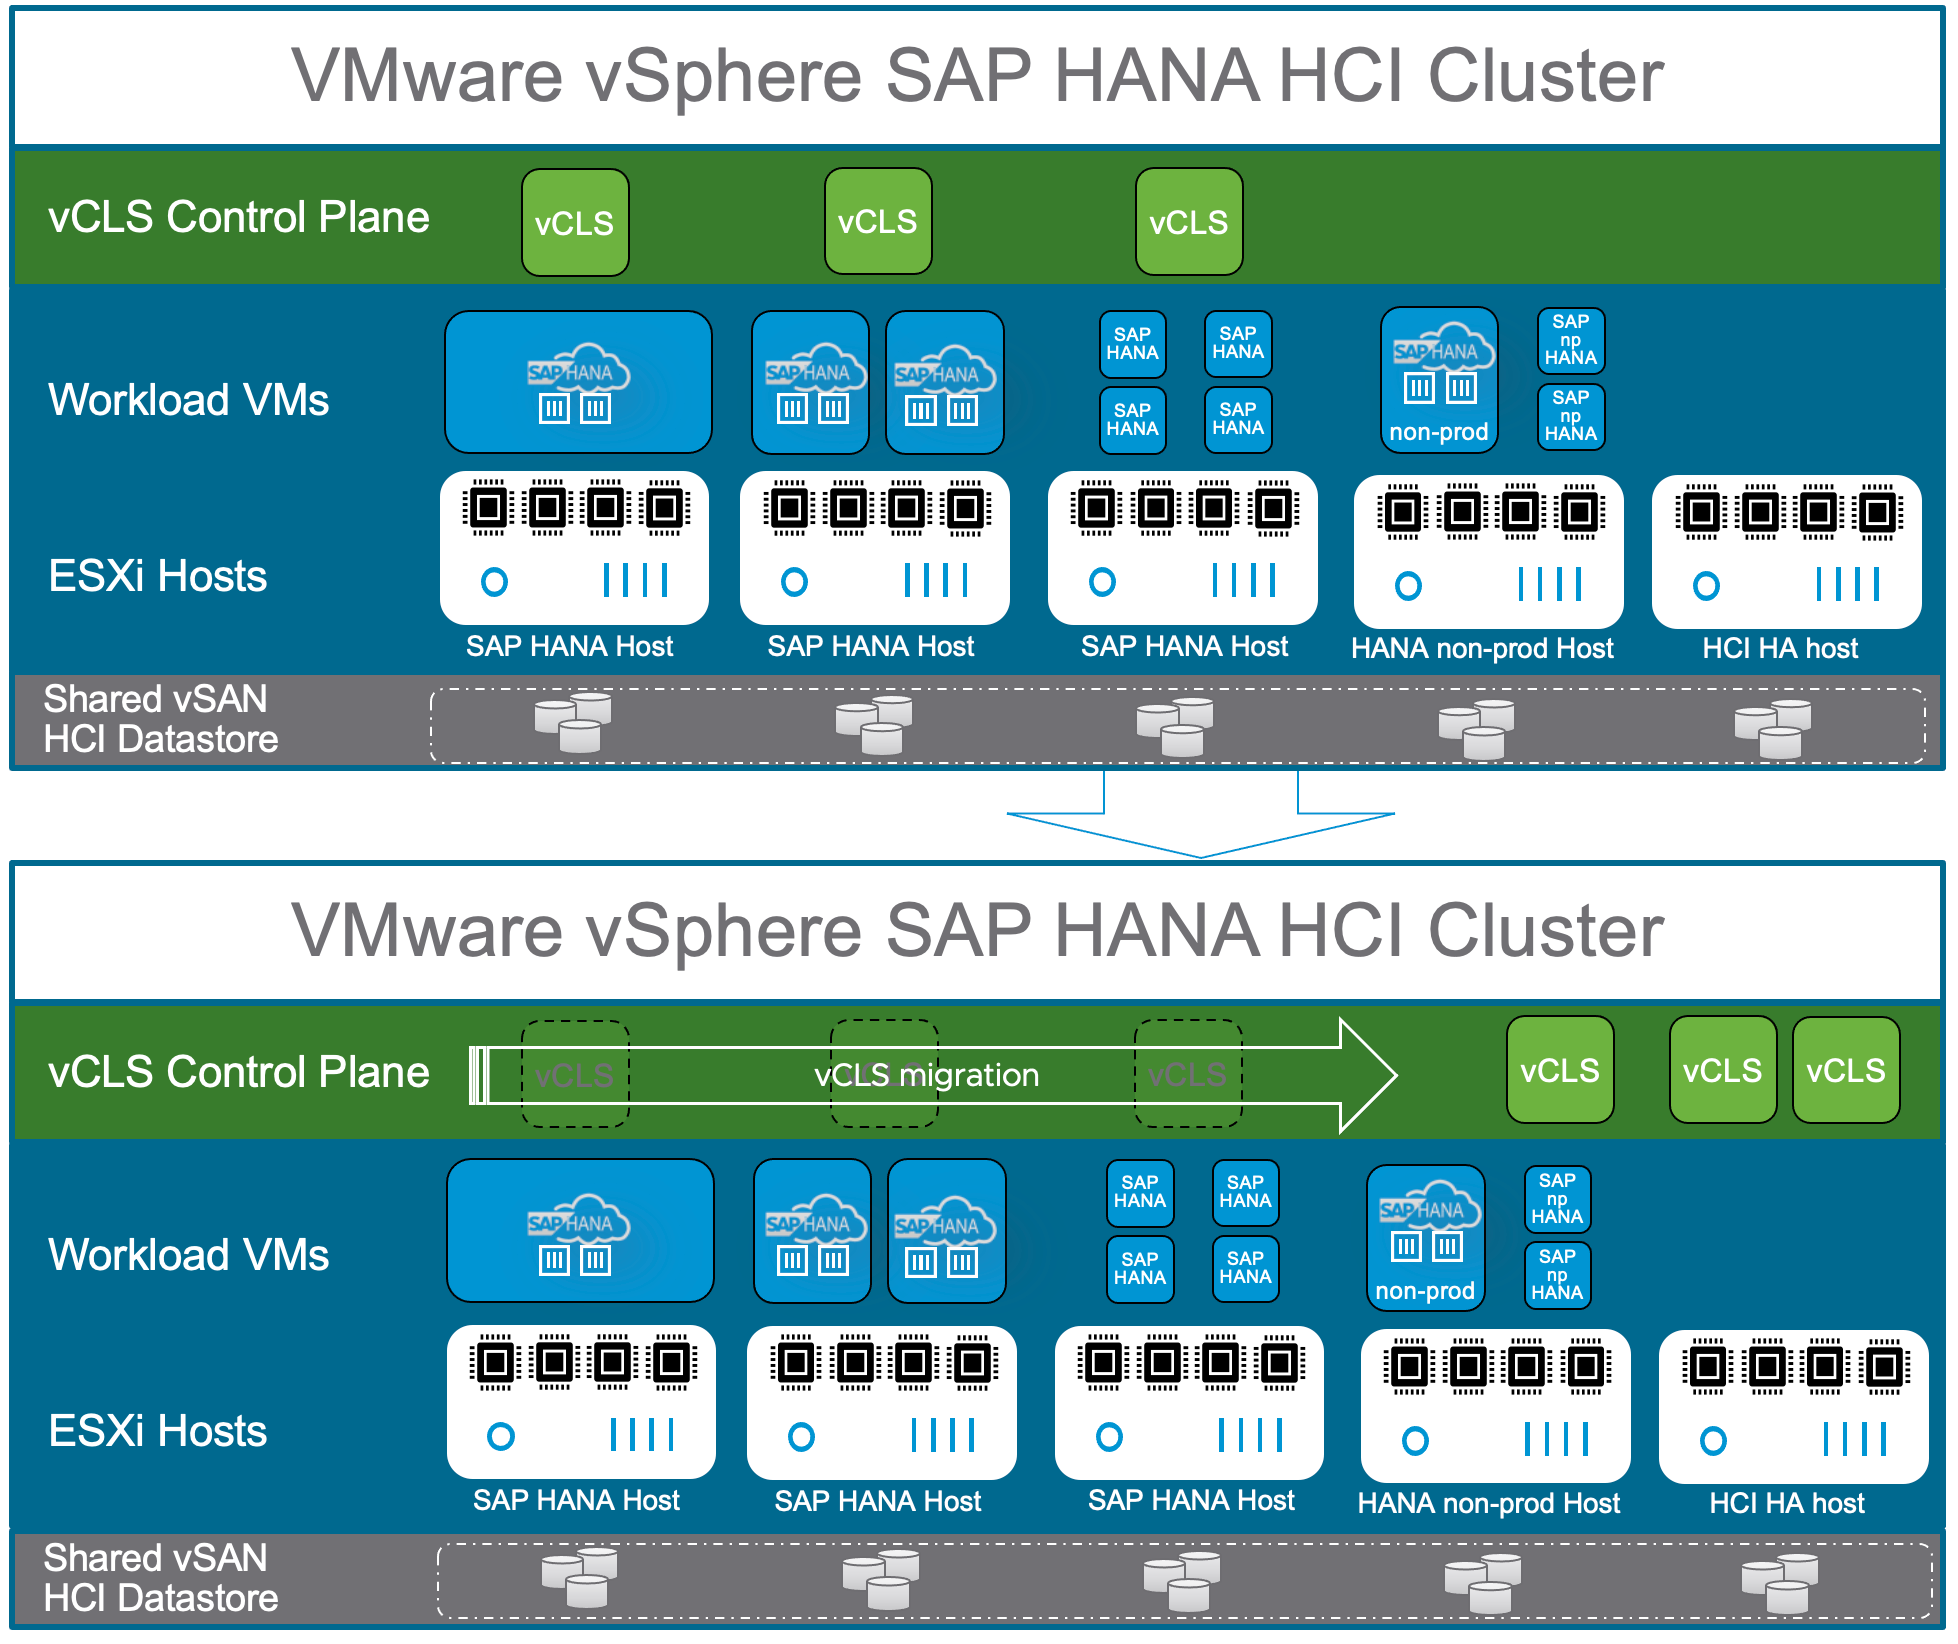 VMware vSphere SAP HANA HCI Cluster
vCLS Control Plane
vCLS
vCLS
vCLS
Workload VMs
SAP HANA
SAP HANA
SAP HANA
SAP
HANA
SAP
HANA
SAP
HANA
SAP
HANA
SAP HANA
non-prod
SAP
np
HANA
SAP
np
HANA
ESXi Hosts
SAP HANA Host
SAP HANA Host
SAP HANA Host
HANA non-prod Host
HCI HA host
Shared vSAN
HCI Datastore
VMware vSphere SAP HANA HCI Cluster
vCLS Control Plane
vCLS
vCLS
vCLS migration
vCLS
vCLS
vCLS
vCLS
Workload VMs
SAP HANA
SAP HANA
SAP HANA
SAP
HANA
SAP
HANA
SAP
HANA
SAP
HANA
SAP HANA
non-prod
SAP
np
HANA
SAP
np
HANA
ESXi Hosts
SAP HANA Host
SAP HANA Host
SAP HANA Host
HANA non-prod Host
HCI HA host
Shared vSAN
HCI Datastore